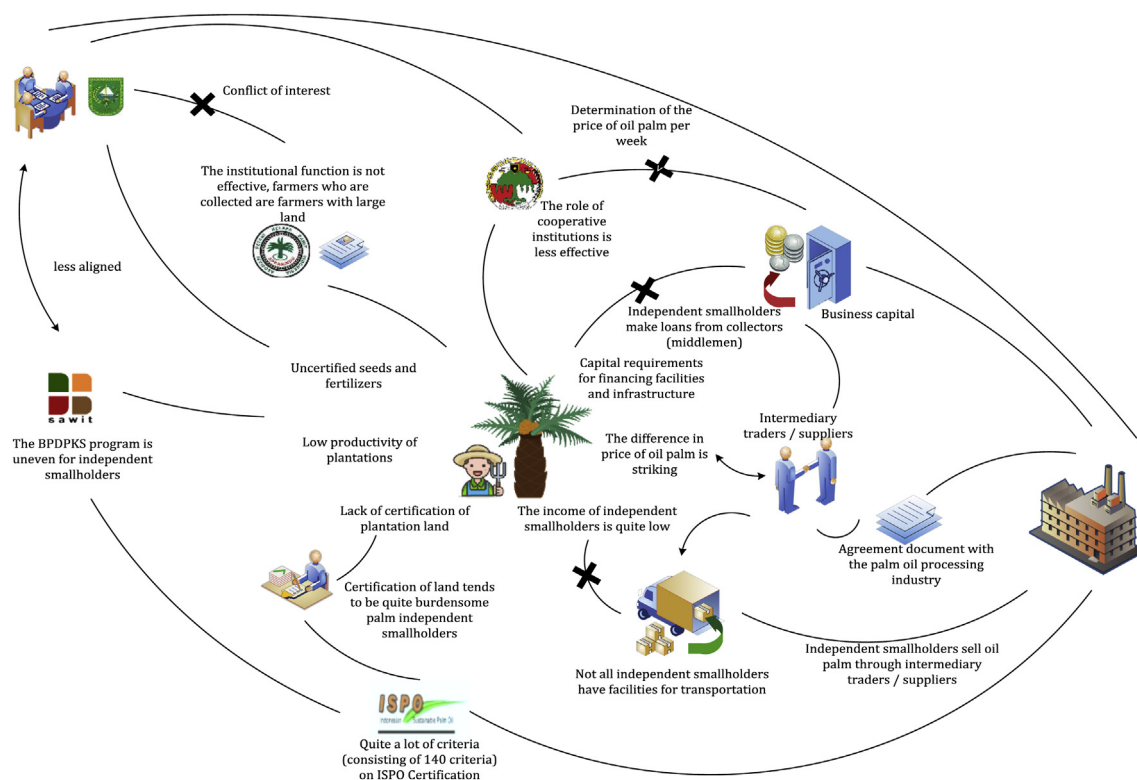 Conflict of interest
Determination of the
price of oil palm per
week
The institutional function is not
effective, farmers who are
collected are farmers with large
land
The role of
cooperative
institutions is
less effective
less aligned
Independent smallholders
make loans from collectors
(middlemen)
Business capital
Uncertified seeds and
fertilizers
Capital requirements
for financing facilities
and infrastructure
sawit
The BPDPKS program is
uneven for independent
smallholders
Low productivity of
plantations
The difference in
price of oil palm is
striking
Intermediary
traders / suppliers
Lack of certification of
plantation land
The income of independent
smallholders is quite low
Agreement document with
the palm oil processing
industry
Certification of land tends
to be quite burdensome
palm independent
smallholders
Not all independent smallholders
have facilities for transportation
Independent smallholders sell oil
palm through intermediary
traders / suppliers
ISPO
Indonesian Sustainable Palm Oil
Quite a lot of criteria
(consisting of 140 criteria)
on ISPO Certification